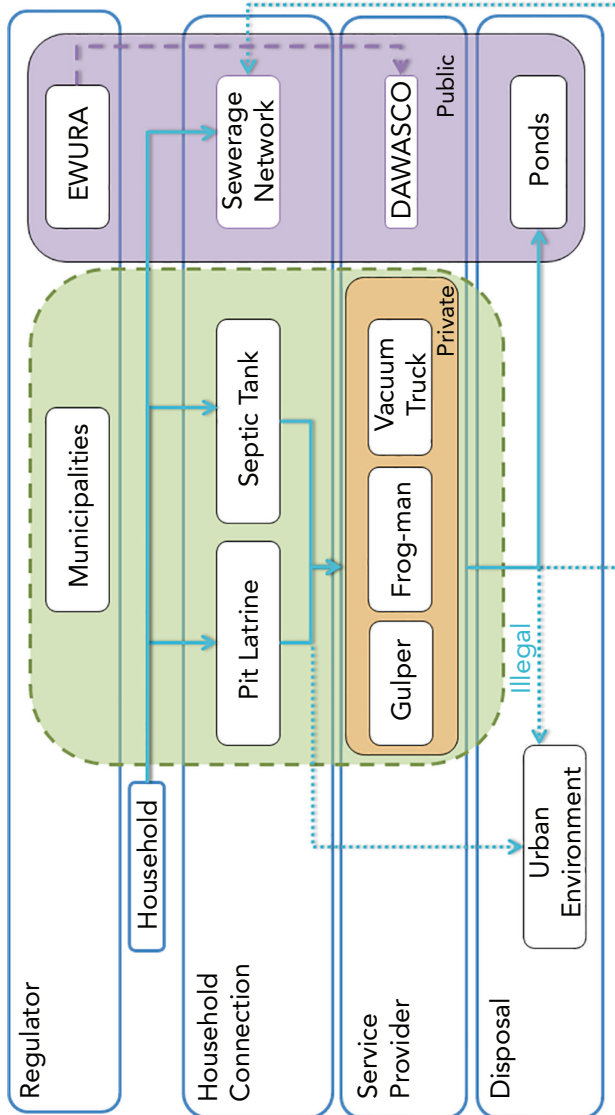 Regulator
Municipalities
EWURA
Household
Household
Connection
Pit Latrine
Septic Tank
Sewerage
Network
Service
Provider
Gulper
Frog-man
Vacuum
Truck
Private
DAWASCO
Public
Disposal
Illegal
Urban
Environment
Ponds